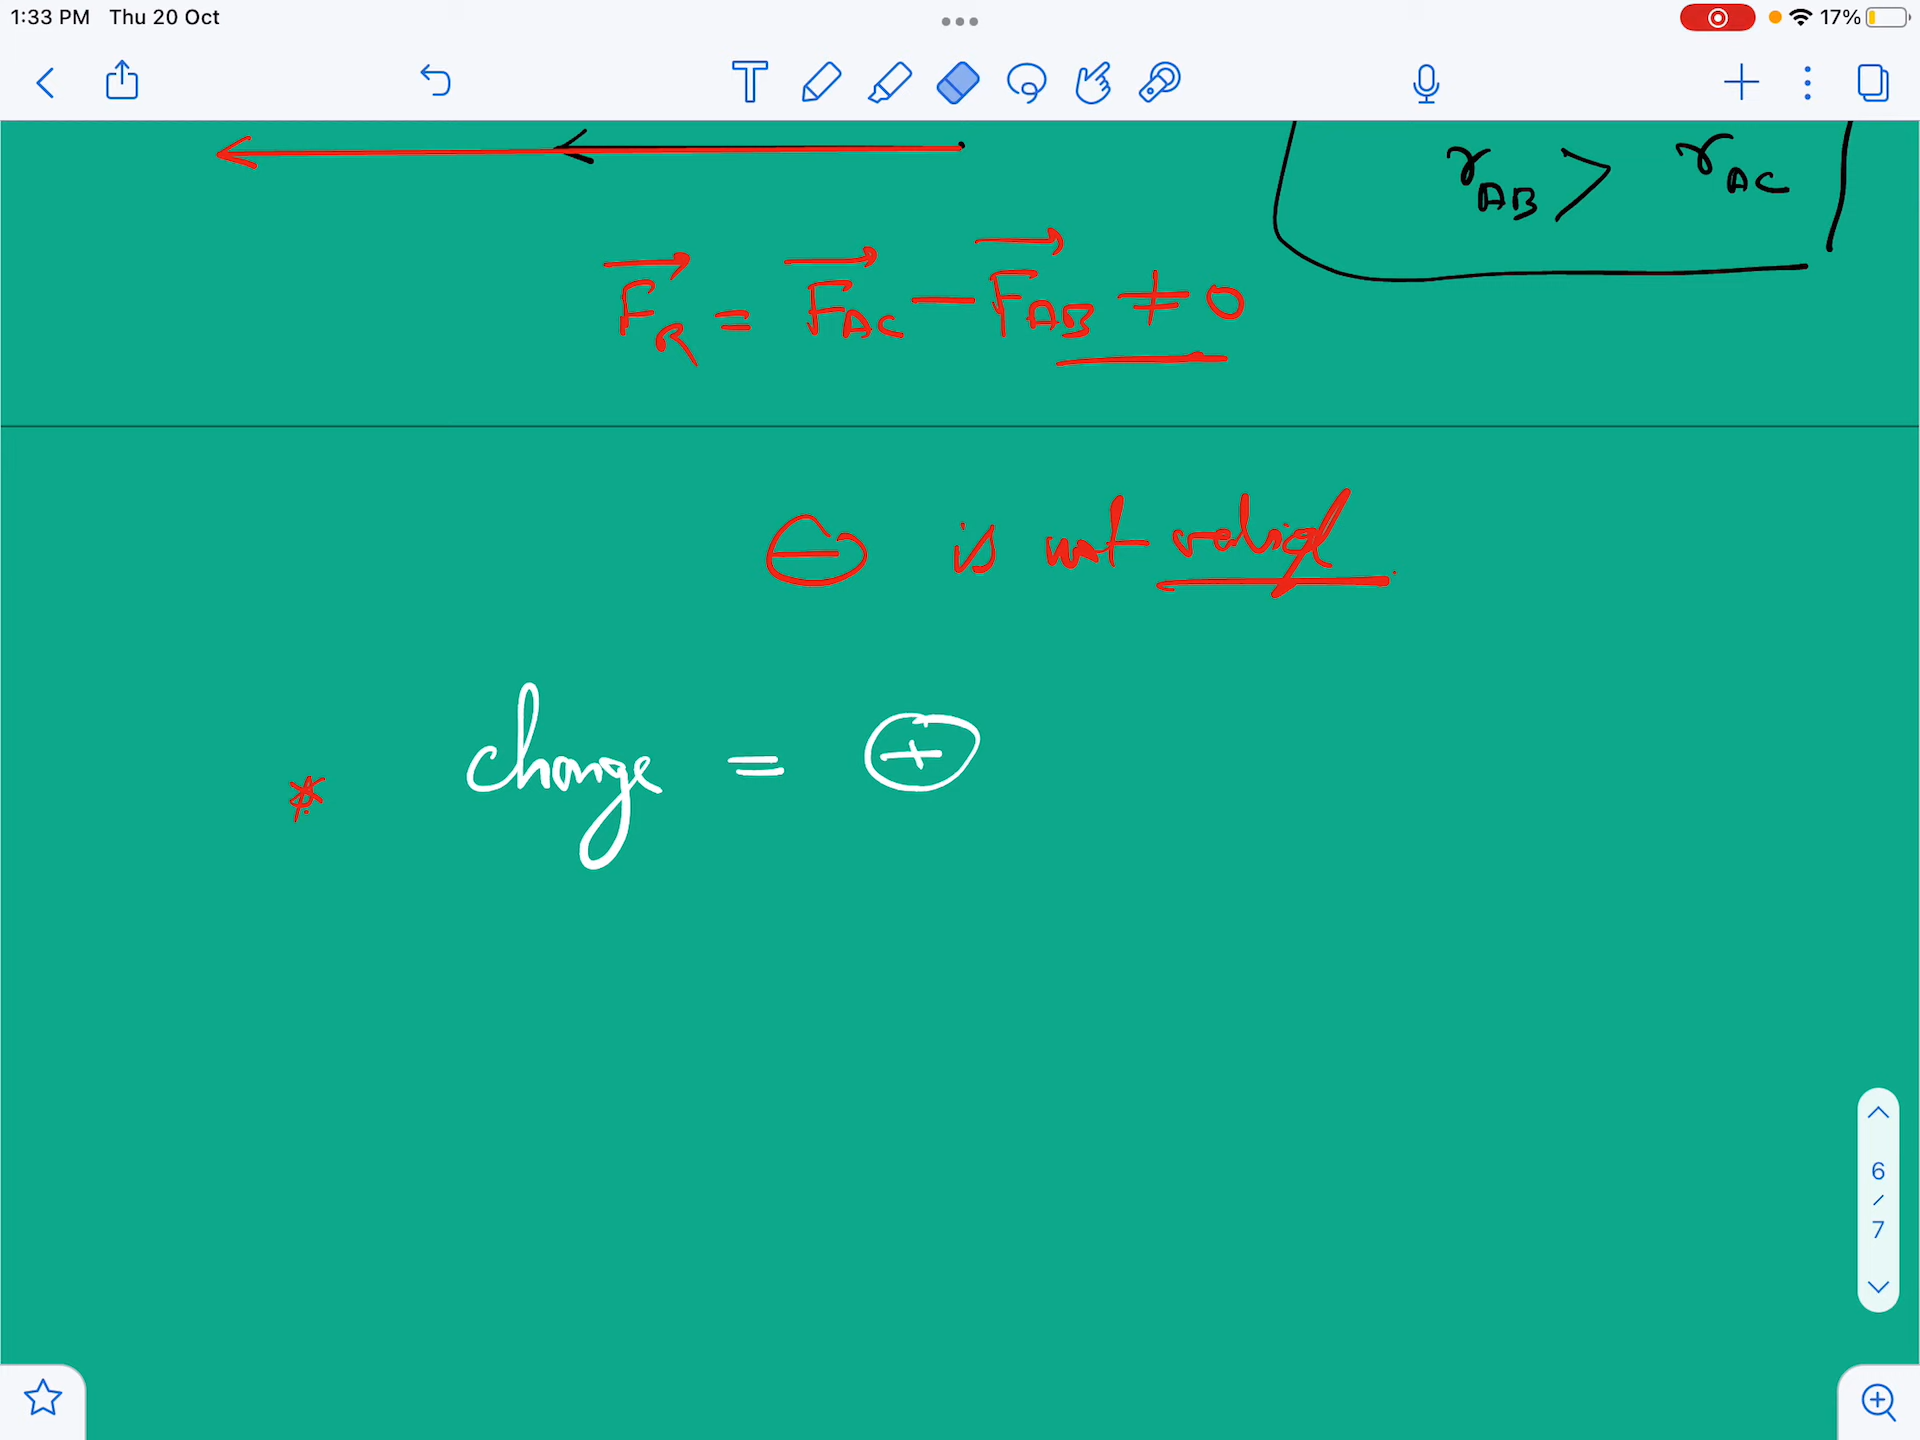 1:33 PM Thu 20 Oct
17%
r_AB > r_AC
F_R = F_AC - F_AB ≠ 0
⊖ is not valid.
* change = ⊕
6
/
7